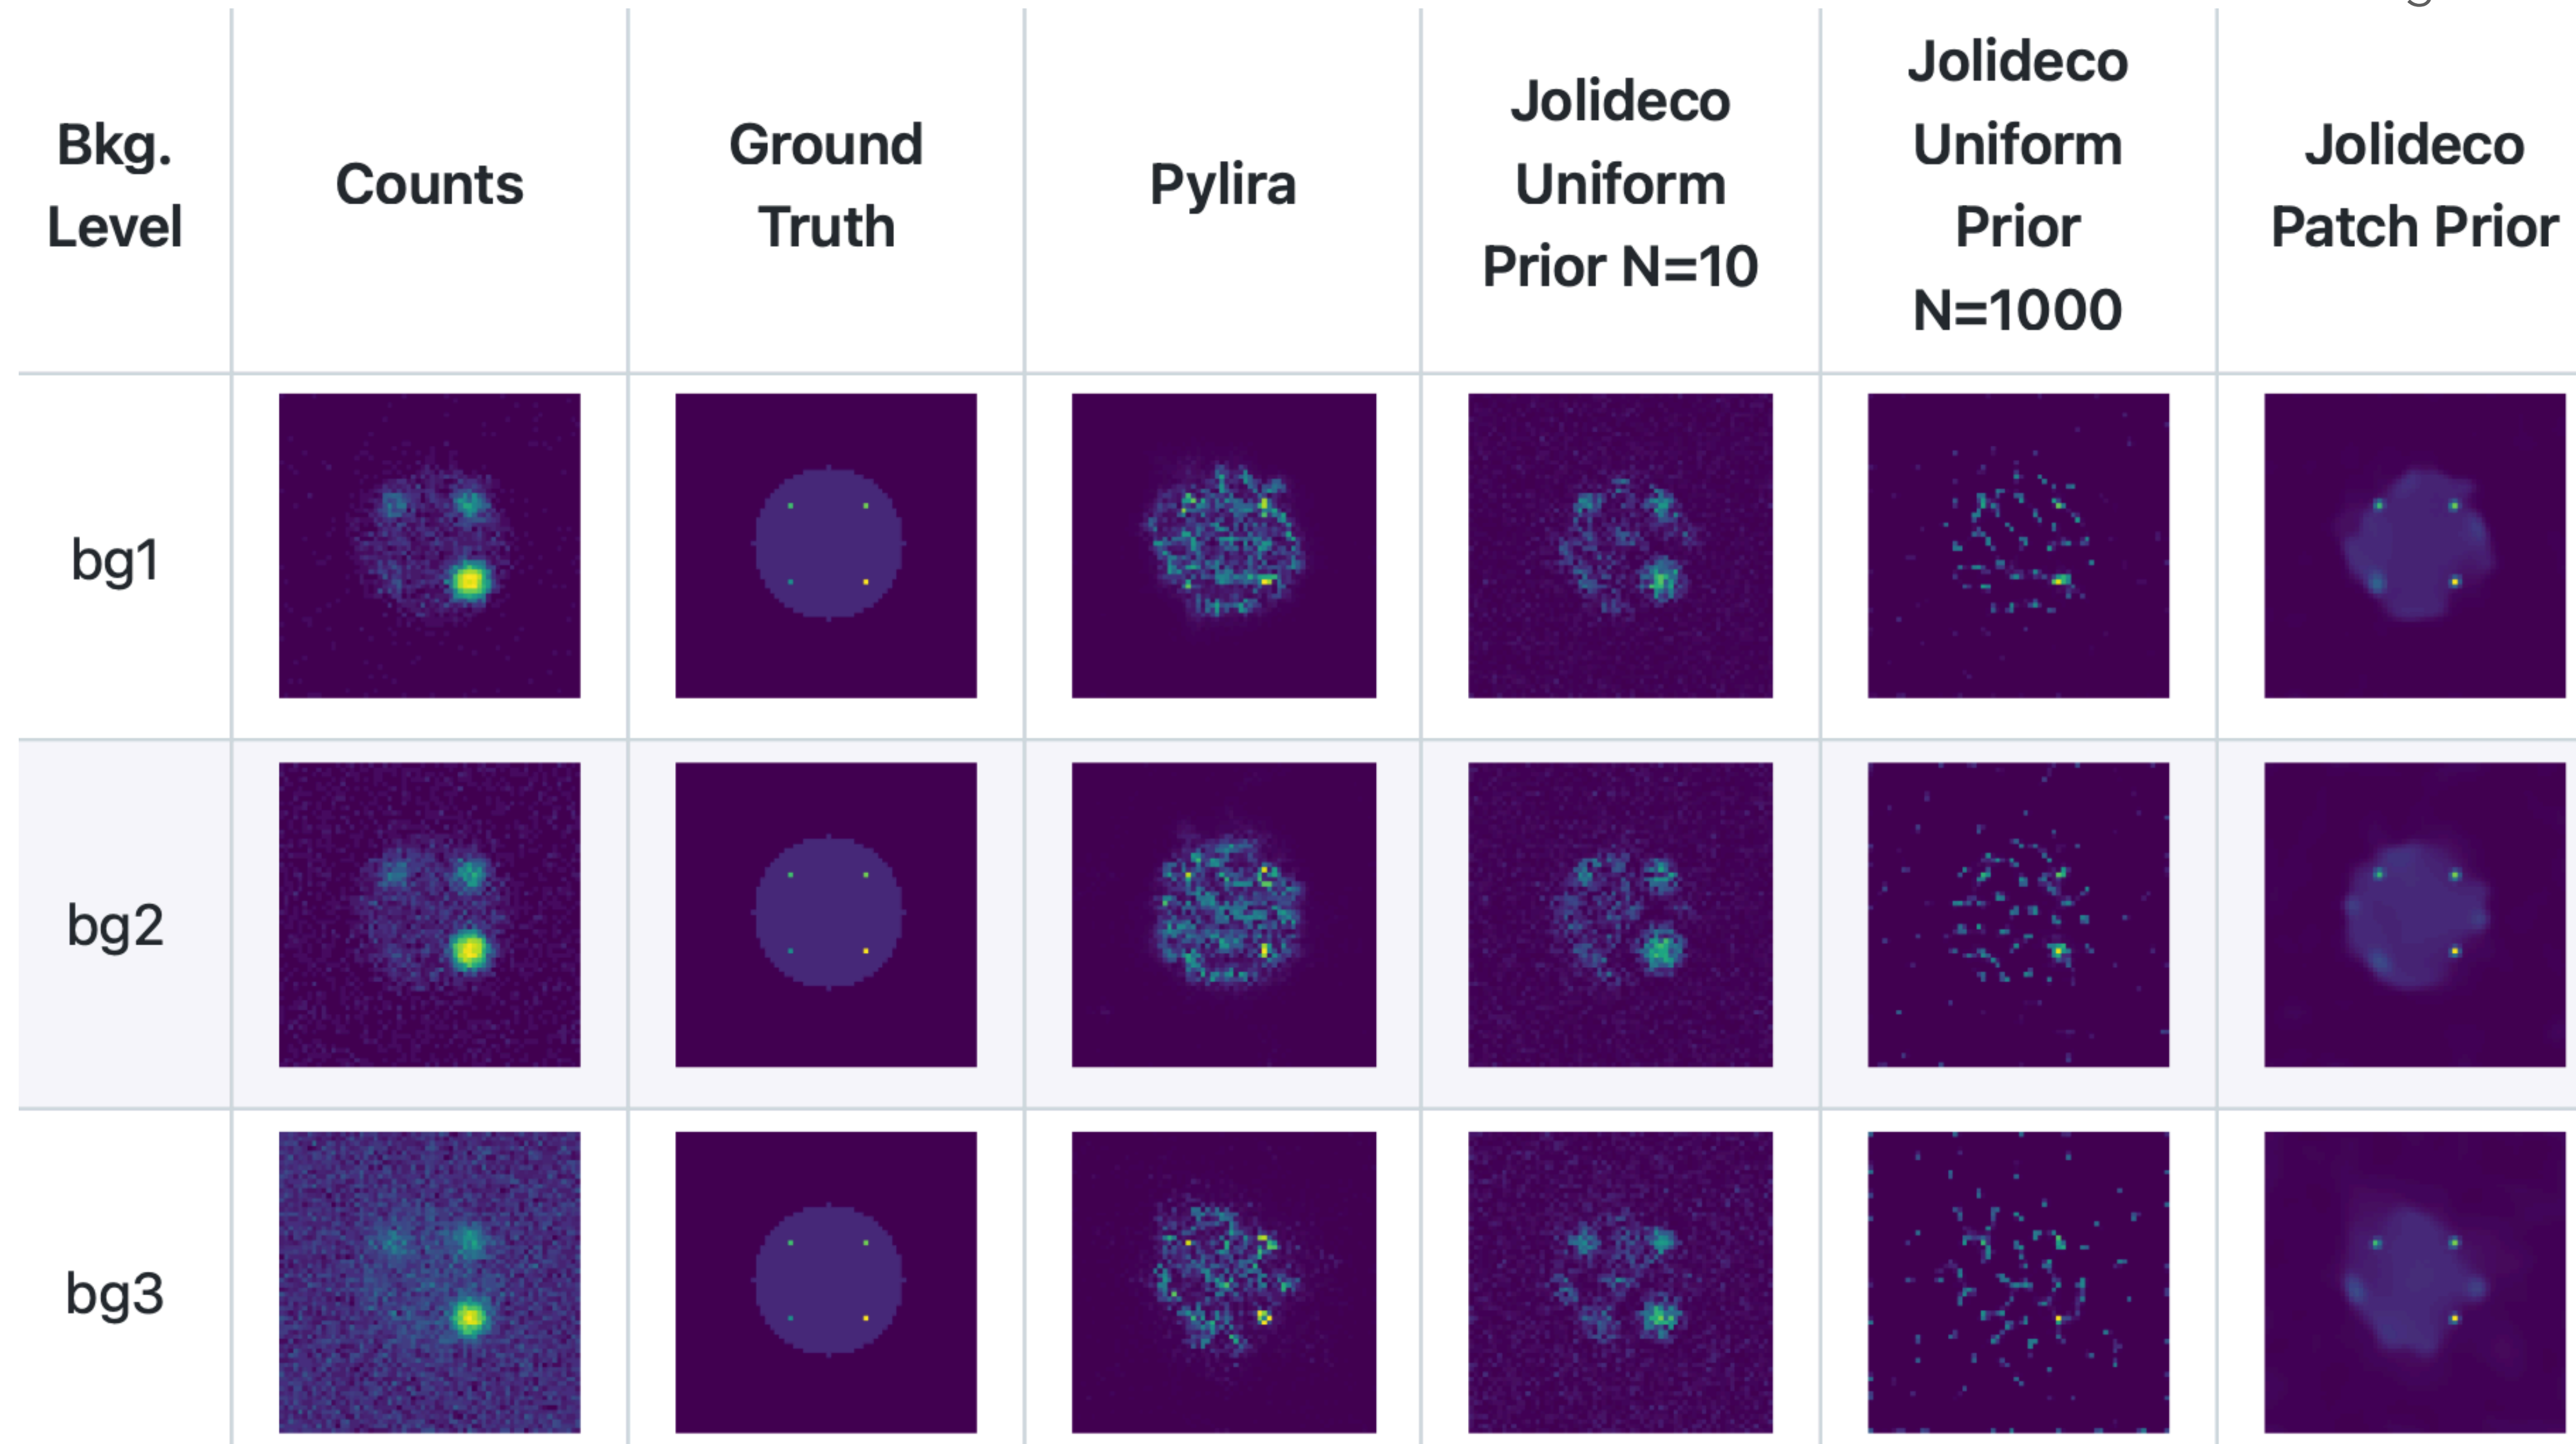 Bkg.
Level
Counts
Ground
Truth
Pylira
Jolideco
Uniform
Prior N=10
Jolideco
Uniform
Prior
N=1000
Jolideco
Patch Prior
bg1
bg2
bg3